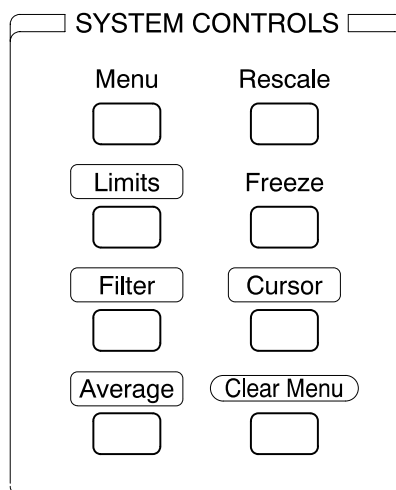 SYSTEM CONTROLS
Menu Rescale
Limits Freeze
Filter Cursor
Average Clear Menu